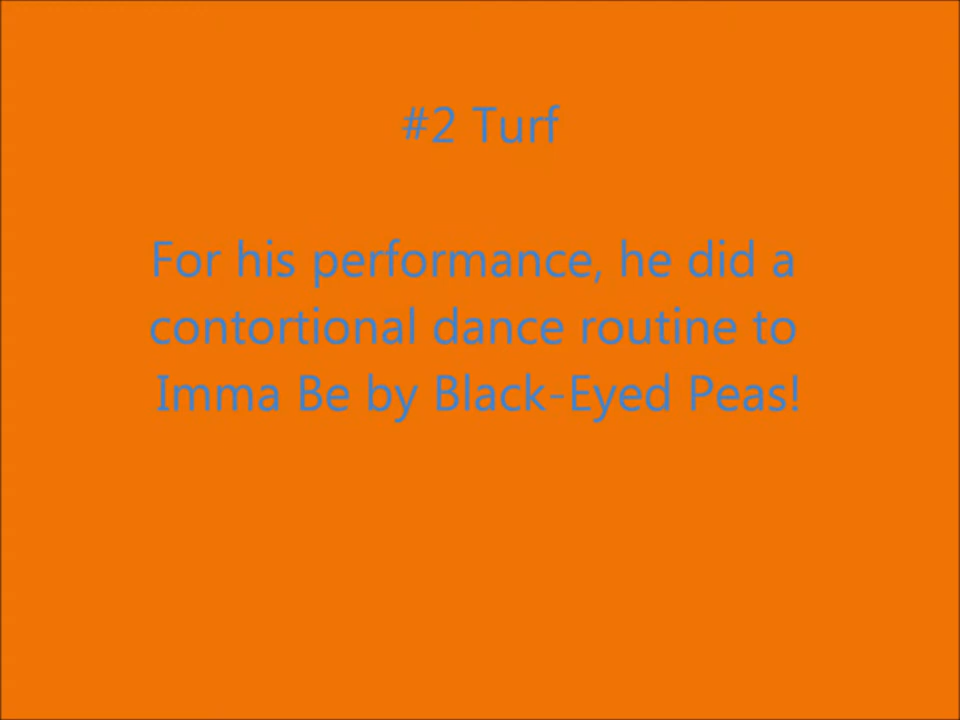 #2 Turf
For his performance, he did a
contortional dance routine to
Imma Be by Black-Eyed Peas!